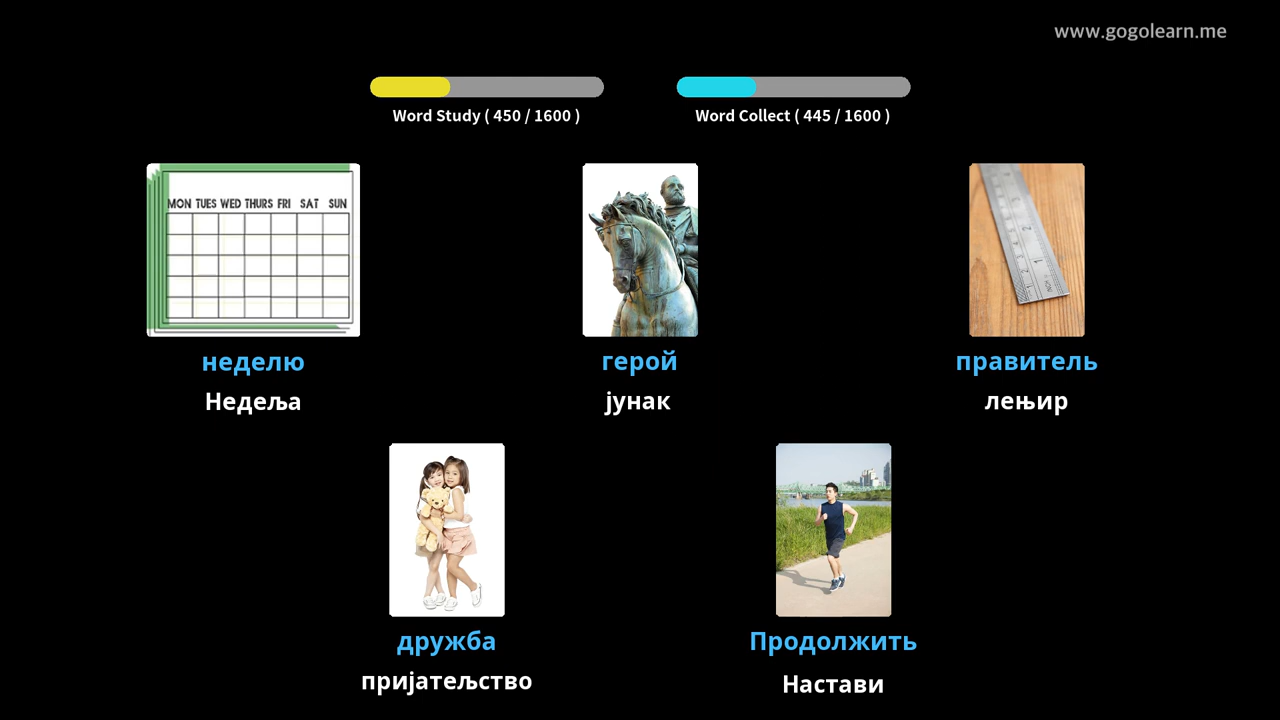 www.gogolearn.me
Word Study ( 450 / 1600 )
Word Collect ( 445 / 1600 )
MON TUES WED THURS FRI SAT SUN
неделю
Недеља
герой
јунак
правитель
лењир
дружба
пријатељство
Продолжить
Настави